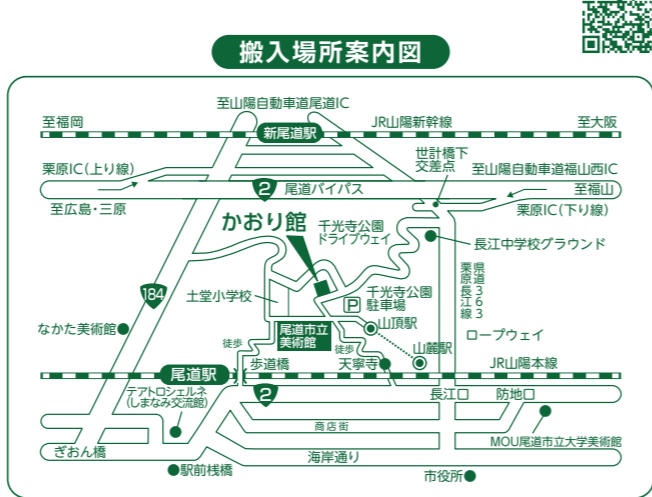 搬入場所案内図
至山陽自動車道尾道IC
至福岡
新尾道駅
JR山陽新幹線
至大阪
世計橋下
交差点
栗原IC(上り線)
至山陽自動車道福山西IC
2
尾道バイパス
至福山
至広島・三原
栗原IC(下り線)
かおり館
千光寺公園
ドライブウェイ
長江中学校グラウンド
県道363
栗原長江線
184
土堂小学校
P
千光寺公園
駐車場
なかた美術館
尾道市立
美術館
山頂駅
ロープウェイ
徒歩
徒歩
山麓駅
尾道駅
歩道橋
天寧寺
JR山陽本線
テアトロシェルネ
(しまなみ交流館)
2
長江口
防地口
商店街
MOU尾道市立大学美術館
ぎおん橋
海岸通り
駅前桟橋
市役所